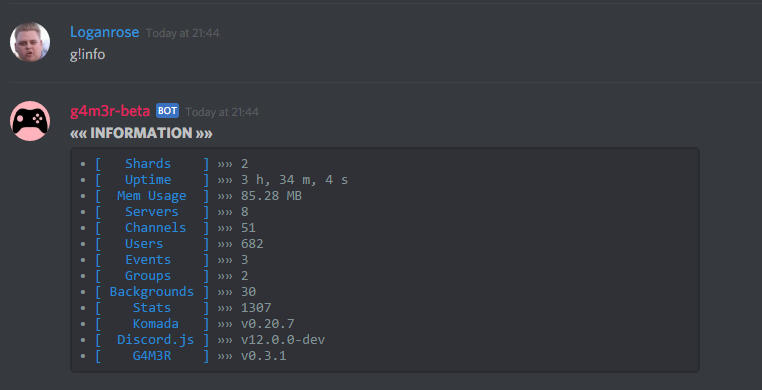 Loganrose Today at 21:44
g!info
g4m3r-beta BOT Today at 21:44
«« INFORMATION »»
• [ Shards ] »» 2
• [ Uptime ] »» 3 h, 34 m, 4 s
• [ Mem Usage ] »» 85.28 MB
• [ Servers ] »» 8
• [ Channels ] »» 51
• [ Users ] »» 682
• [ Events ] »» 3
• [ Groups ] »» 2
• [ Backgrounds ] »» 30
• [ Stats ] »» 1307
• [ Komada ] »» v0.20.7
• [ Discord.js ] »» v12.0.0-dev
• [ G4M3R ] »» v0.3.1